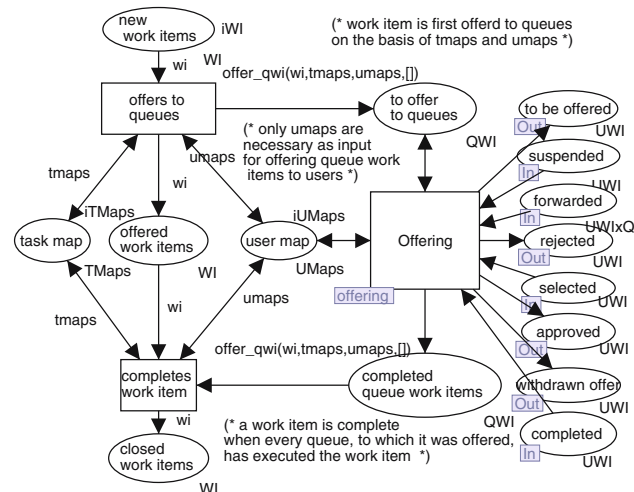 new
work items
iWI
WI
wi
(* work item is first offerd to queues
on the basis of tmaps and umaps *)
offer_qwi(wi,tmaps,umaps,[])
offers to
queues
to offer
to queues
QWI
to be offered
Out
UWI
(* only umaps are
necessary as input
for offering queue work
items to users *)
umaps
suspended
In
UWI
tmaps
wi
forwarded
In
UWIxQ
iTMaps
iUMaps
task map
offered
work items
user map
Offering
rejected
Out
UWI
TMaps
WI
UMaps
selected
In
UWI
offering
tmaps
wi
umaps
approved
Out
UWI
offer_qwi(wi,tmaps,umaps,[])
completes
work item
completed
queue work items
withdrawn offer
Out
UWI
QWI
wi
(* a work item is complete
when every queue, to which it was offered,
has executed the work item *)
completed
In
UWI
closed
work items
WI